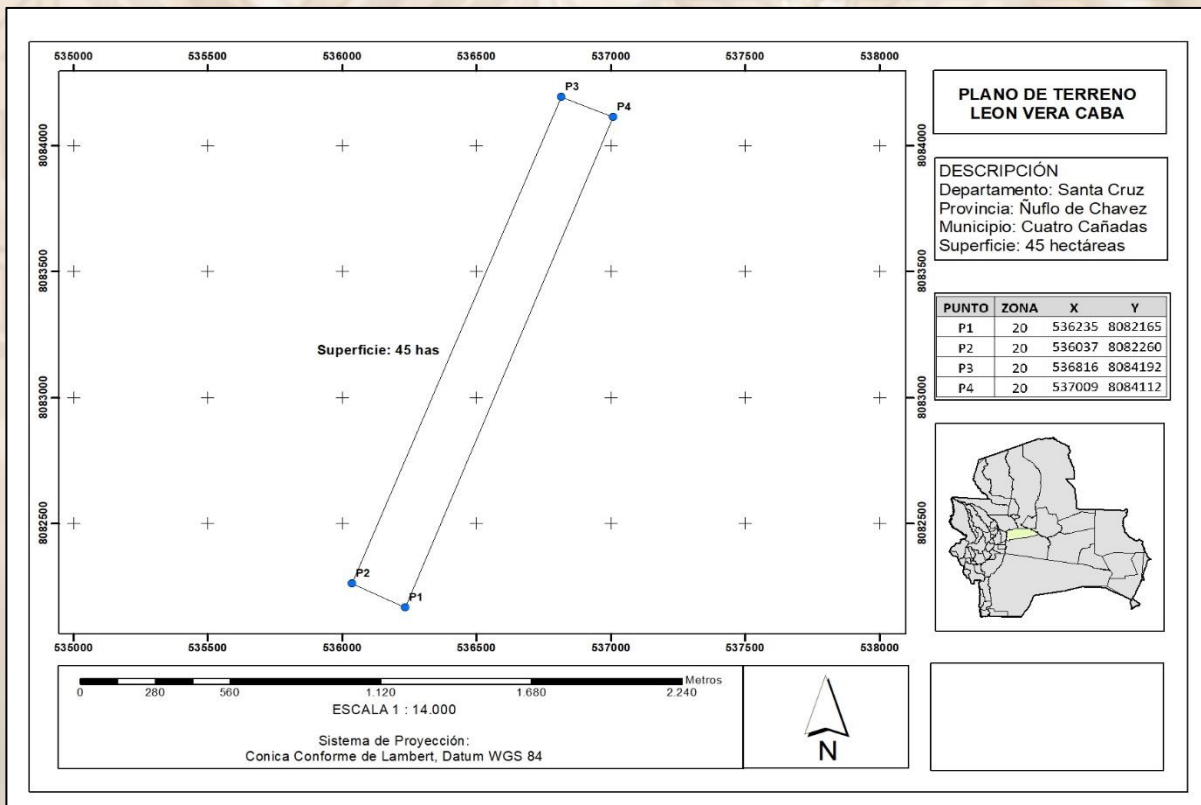 535000 535500 536000 536500 537000 537500 538000
P3
P4
8084000 8084000
8083500 8083500
Superficie: 45 has
8083000 8083000
8082500 8082500
P2
P1
535000 535500 536000 536500 537000 537500 538000
PLANO DE TERRENO
LEON VERA CABA
DESCRIPCIÓN
Departamento: Santa Cruz
Provincia: Ñuflo de Chavez
Municipio: Cuatro Cañadas
Superficie: 45 hectáreas
PUNTO ZONA X Y
P1 20 536235 8082165
P2 20 536037 8082260
P3 20 536816 8084192
P4 20 537009 8084112
Metros
0 280 560 1.120 1.680 2.240
ESCALA 1 : 14.000
Sistema de Proyección:
Conica Conforme de Lambert, Datum WGS 84
N